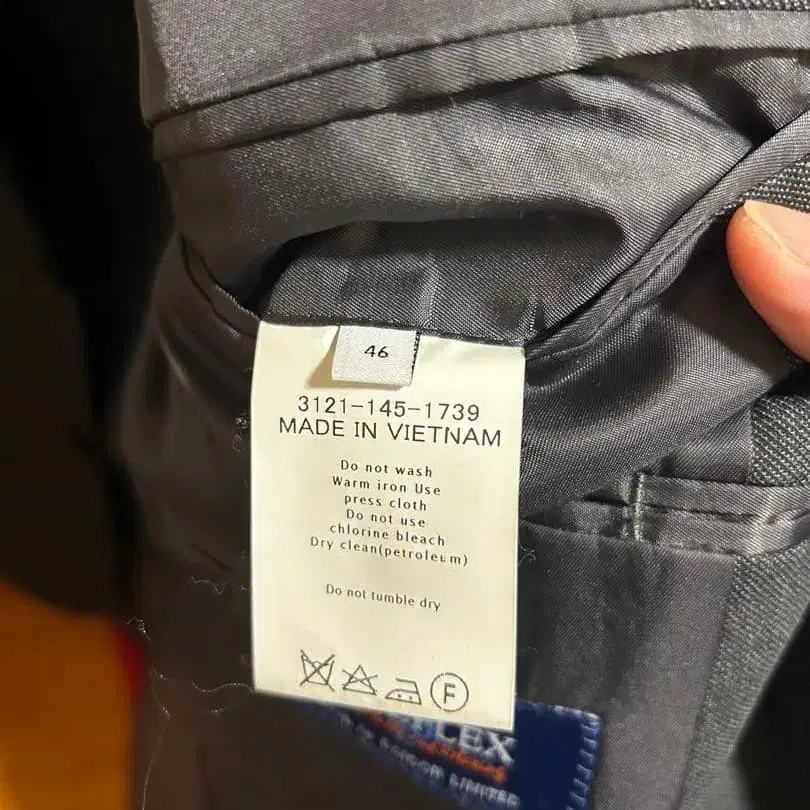 46
3121-145-1739
MADE IN VIETNAM
Do not wash
Warm iron Use
press cloth
Do not use
chlorine bleach
Dry clean(petroleum)
Do not tumble dry
F
LIMITED